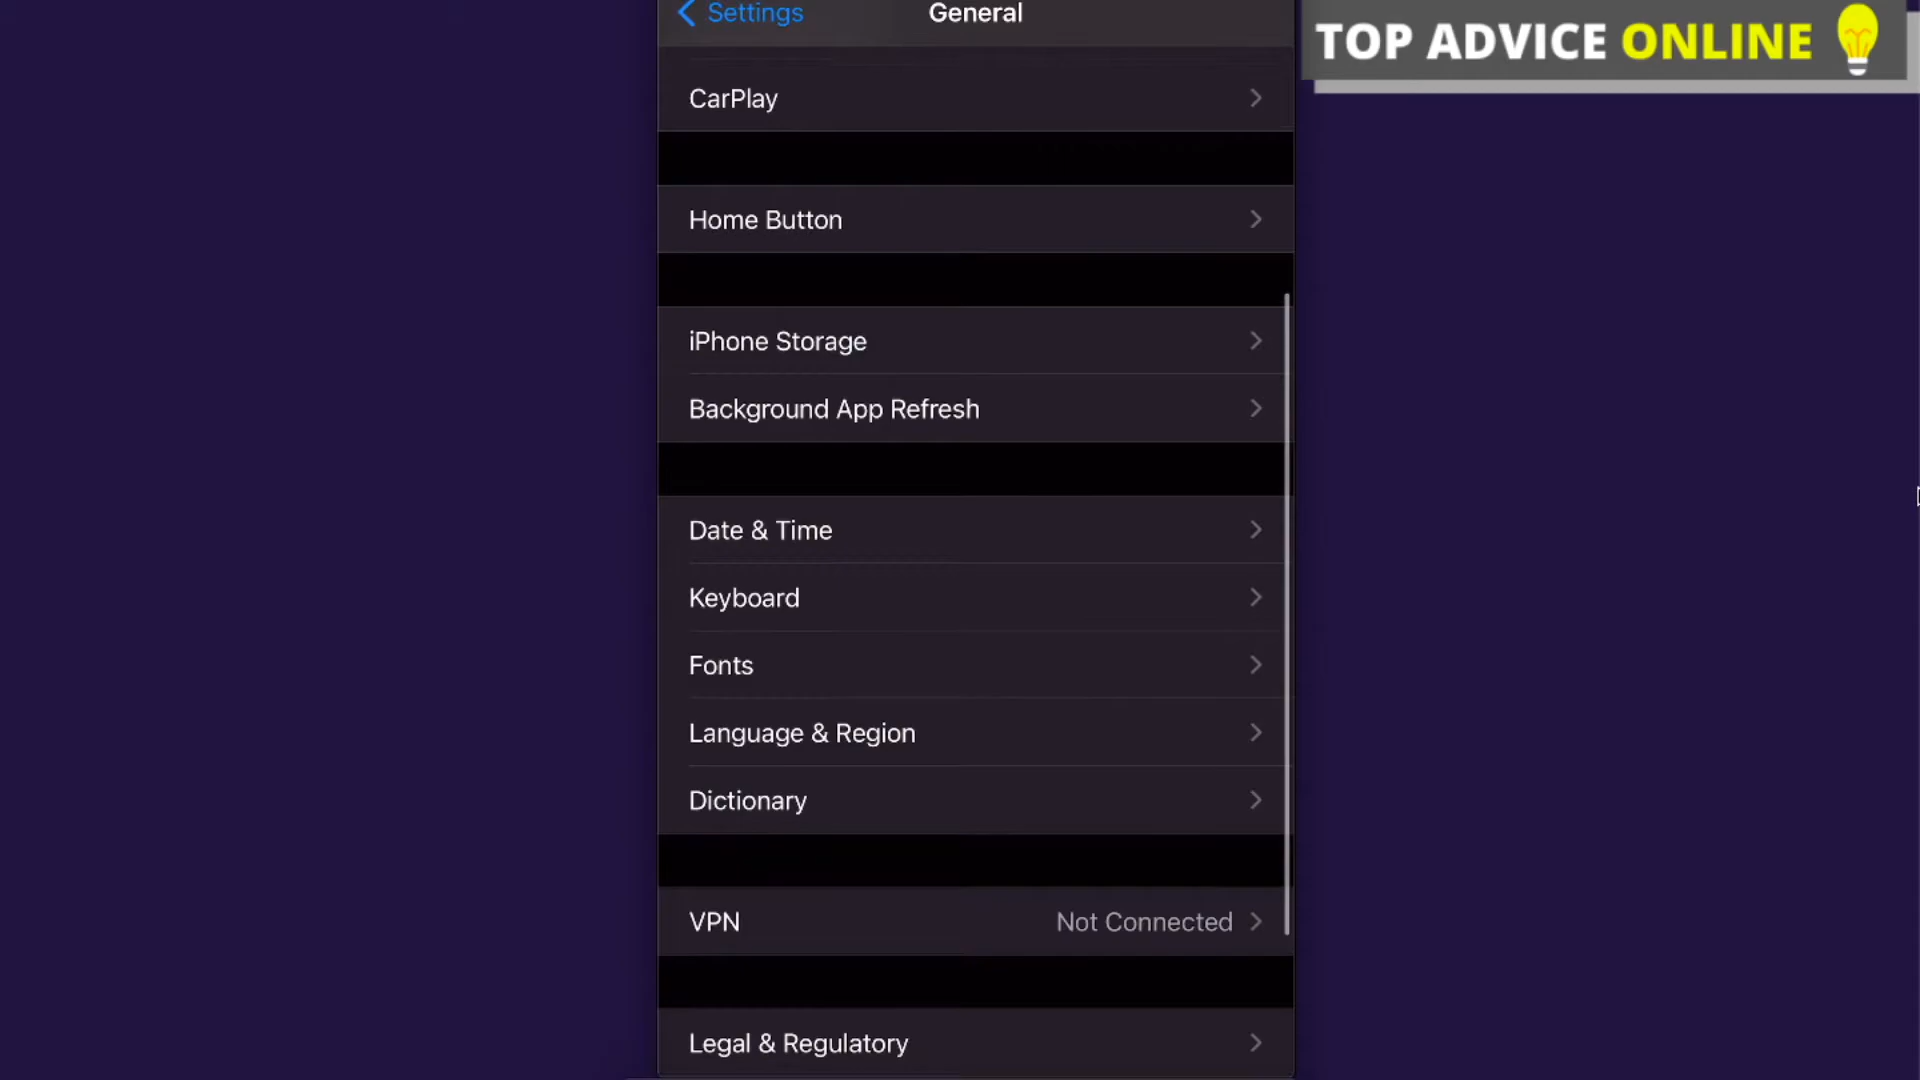 Settings
General
TOP ADVICE ONLINE
CarPlay
Home Button
iPhone Storage
Background App Refresh
Date & Time
Keyboard
Fonts
Language & Region
Dictionary
VPN Not Connected
Legal & Regulatory